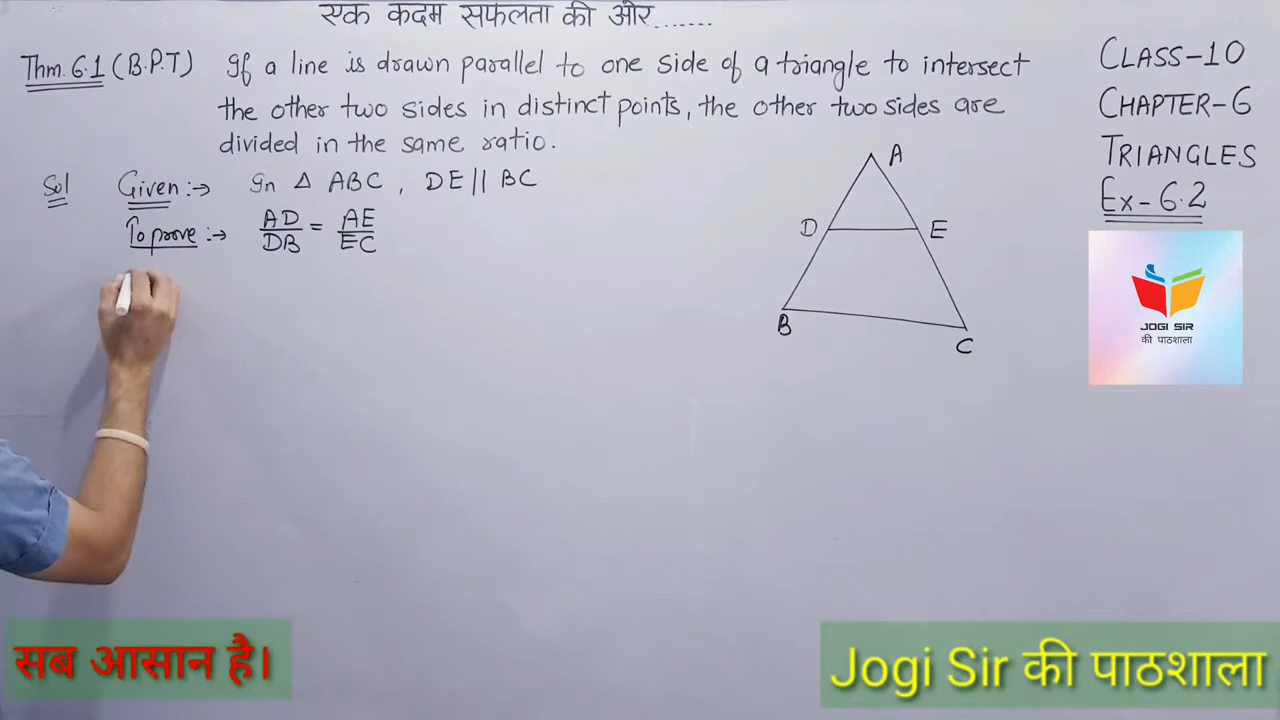 एक कदम सफलता की ओर.......
Thm. 6.1 (B.P.T) If a line is drawn parallel to one side of a triangle to intersect
the other two sides in distinct points, the other two sides are
divided in the same ratio.
Sol Given :→ In △ ABC , DE || BC
To prove :→ AD/DB = AE/EC
A
D
E
B
C
CLASS-10
CHAPTER-6
TRIANGLES
Ex-6.2
JOGI SIR
की पाठशाला
सब आसान है।
Jogi Sir की पाठशाला